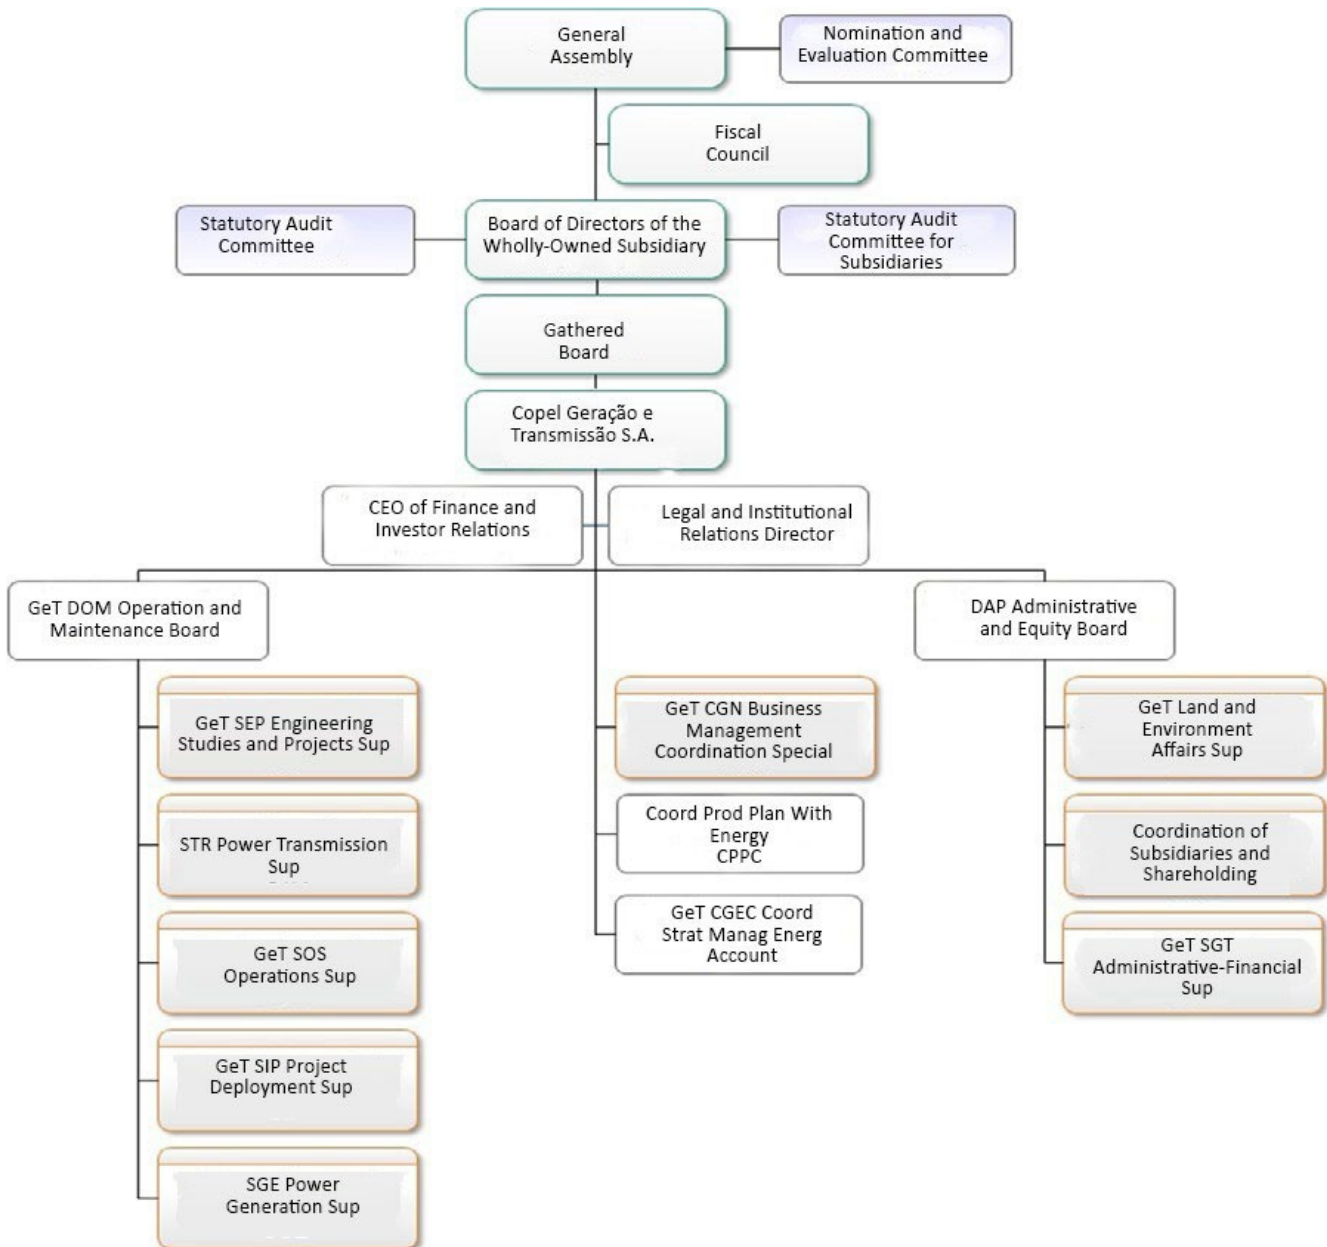 General
Assembly
Nomination and
Evaluation Committee
Fiscal
Council
Statutory Audit
Committee
Board of Directors of the
Wholly-Owned Subsidiary
Statutory Audit
Committee for
Subsidiaries
Gathered
Board
Copel Geração e
Transmissão S.A.
CEO of Finance and
Investor Relations
Legal and Institutional
Relations Director
GeT DOM Operation and
Maintenance Board
DAP Administrative
and Equity Board
GeT SEP Engineering
Studies and Projects Sup
STR Power Transmission
Sup
GeT SOS
Operations Sup
GeT SIP Project
Deployment Sup
SGE Power
Generation Sup
GeT CGN Business
Management
Coordination Special
Coord Prod Plan With
Energy
CPPC
GeT CGEC Coord
Strat Manag Energ
Account
GeT Land and
Environment
Affairs Sup
Coordination of
Subsidiaries and
Shareholding
GeT SGT
Administrative-Financial
Sup